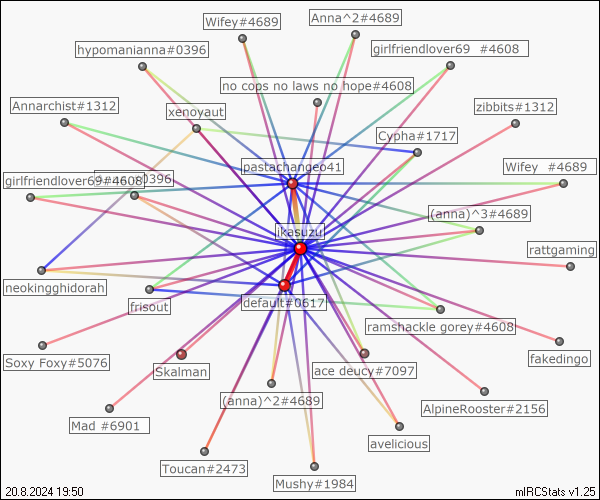 Wifey#4689
Anna^2#4689
hypomanianna#0396
girlfriendlover69 #4608
no cops no laws no hope#4608
Annarchist#1312
xenoyaut
zibbits#1312
Cypha#1717
pastachangeo41
girlfriendlover69#4608
0396
Wifey #4689
(anna)^3#4689
ikasuzu
rattgaming
neokingghidorah
frisout
default#0617
ramshackle gorey#4608
Soxy Foxy#5076
Skalman
ace deucy#7097
fakedingo
(anna)^2#4689
AlpineRooster#2156
Mad #6901
avelicious
Toucan#2473
Mushy#1984
20.8.2024 19:50
mIRCStats v1.25